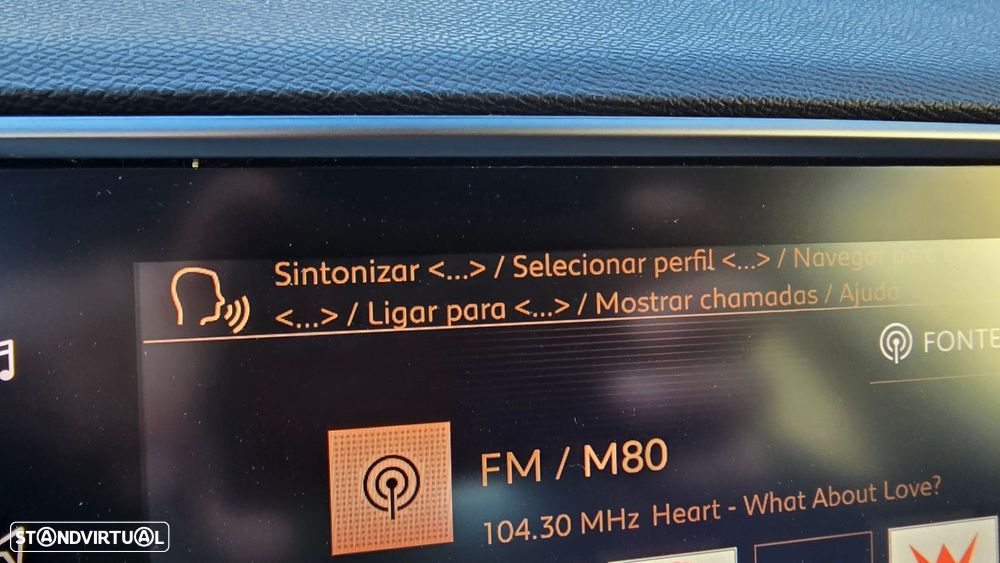 Sintonizar <...> / Selecionar perfil <...> / Navegar para
<...> / Ligar para <...> / Mostrar chamadas / Ajuda
FONTE
FM / M80
104.30 MHz Heart - What About Love?
STANDVIRTUAL